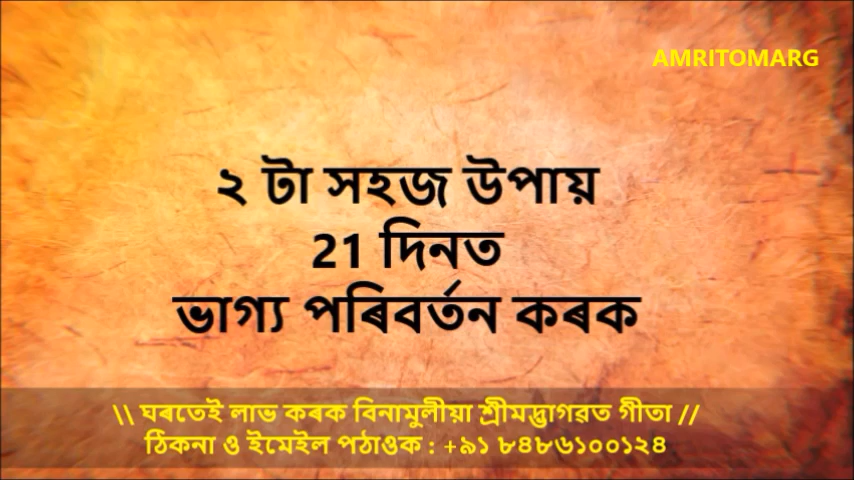 AMRITOMARG
২ টা সহজ উপায়
21 দিনত
ভাগ্য পৰিবৰ্তন কৰক
\\ ঘৰতেই লাভ কৰক বিনামুলীয়া শ্ৰীমদ্ভাগৱত গীতা //
ঠিকনা ও ইমেইল পঠাওক : +৯১ ৮৪৮৬১০০১২৪